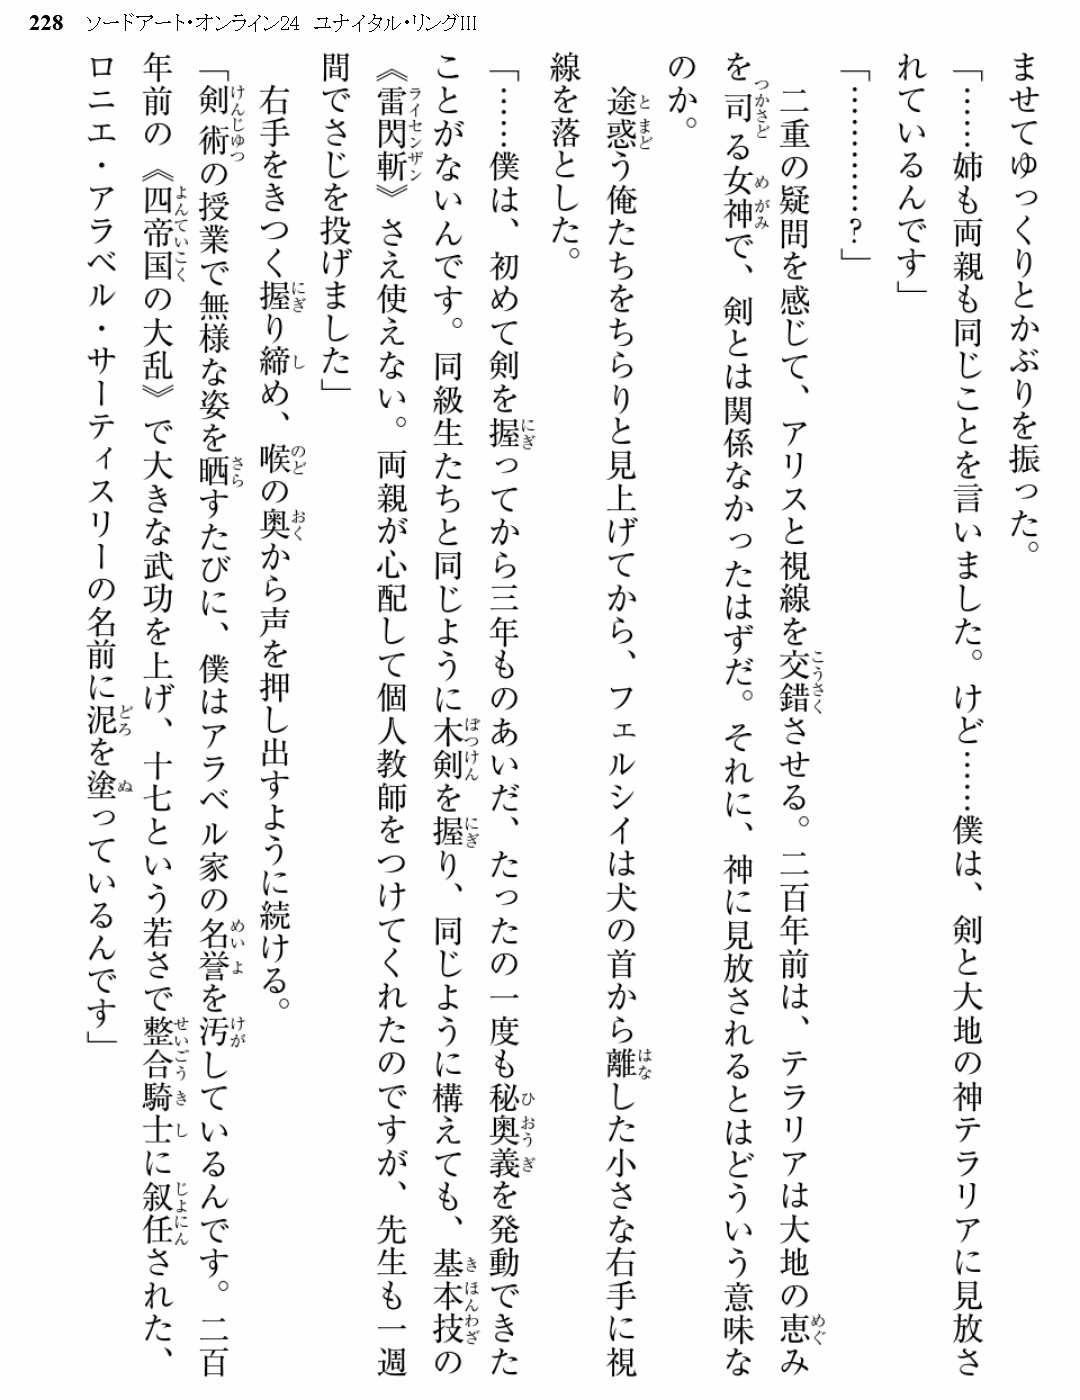 228 ソードアート・オンライン24 ユナイタル・リングIII
ませてゆっくりとかぶりを振った。
「……姉も両親も同じことを言いました。けど……僕は、剣と大地の神テラリアに見放さ
れているんです」
「…………？」
二重の疑問を感じて、アリスと視線を交錯させる。二百年前は、テラリアは大地の恵み
を司る女神で、剣とは関係なかったはずだ。それに、神に見放されるとはどういう意味な
のか。
途惑う俺たちをちらりと見上げてから、フェルシイは犬の首から離した小さな右手に視
線を落とした。
「……僕は、初めて剣を握ってから三年ものあいだ、たったの一度も秘奥義を発動できた
ことがないんです。同級生たちと同じように木剣を握り、同じように構えても、基本技の
《雷閃斬》さえ使えない。両親が心配して個人教師をつけてくれたのですが、先生も一週
間でさじを投げました」
右手をきつく握り締め、喉の奥から声を押し出すように続ける。
「剣術の授業で無様な姿を晒すたびに、僕はアラベル家の名誉を汚しているんです。二百
年前の《四帝国の大乱》で大きな武功を上げ、十七という若さで整合騎士に叙任された、
ロニエ・アラベル・サーティスリーの名前に泥を塗っているんです」